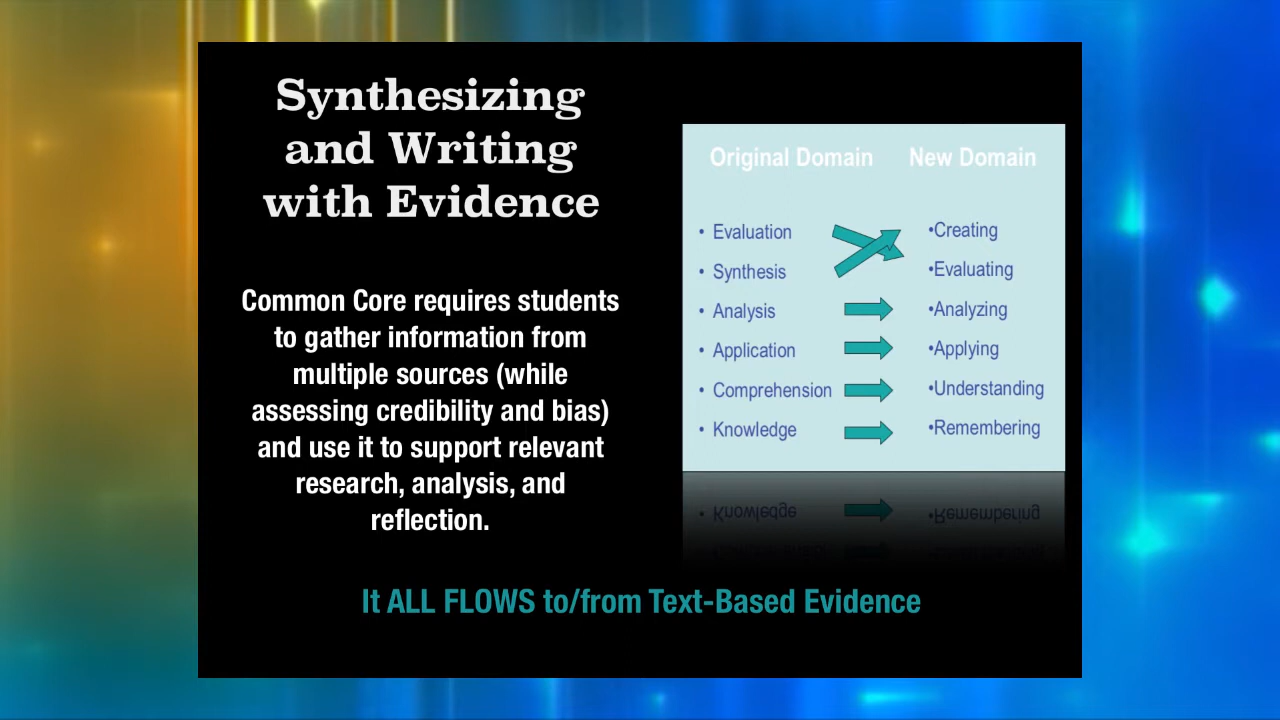 Synthesizing
and Writing
with Evidence
Common Core requires students
to gather information from
multiple sources (while
assessing credibility and bias)
and use it to support relevant
research, analysis, and
reflection.
Original Domain New Domain
• Evaluation •Creating
• Synthesis •Evaluating
• Analysis •Analyzing
• Application •Applying
• Comprehension •Understanding
• Knowledge •Remembering
It ALL FLOWS to/from Text-Based Evidence